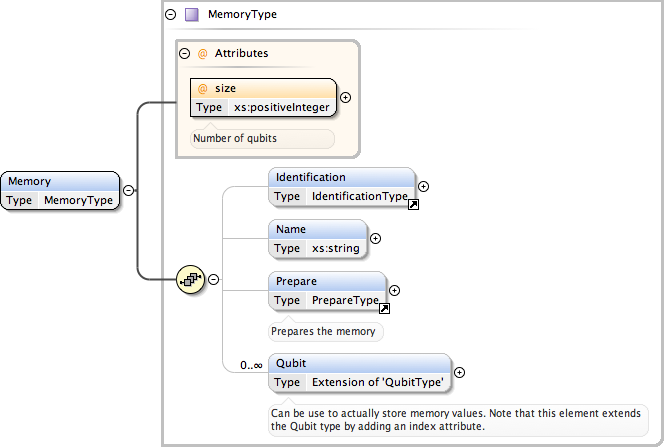 MemoryType
@ Attributes
@ size
Type xs:positiveInteger
Number of qubits
Memory
Type MemoryType
Identification
Type IdentificationType
Name
Type xs:string
Prepare
Type PrepareType
Prepares the memory
0..∞
Qubit
Type Extension of 'QubitType'
Can be use to actually store memory values. Note that this element extends
the Qubit type by adding an index attribute.